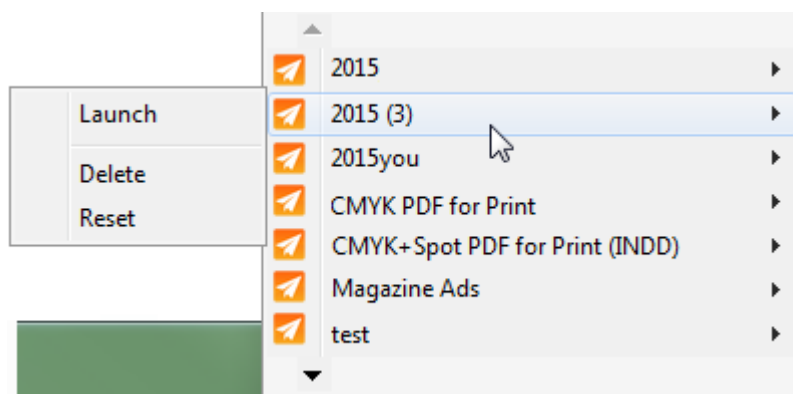 Launch
Delete
Reset
2015
2015 (3)
2015you
CMYK PDF for Print
CMYK+Spot PDF for Print (INDD)
Magazine Ads
test